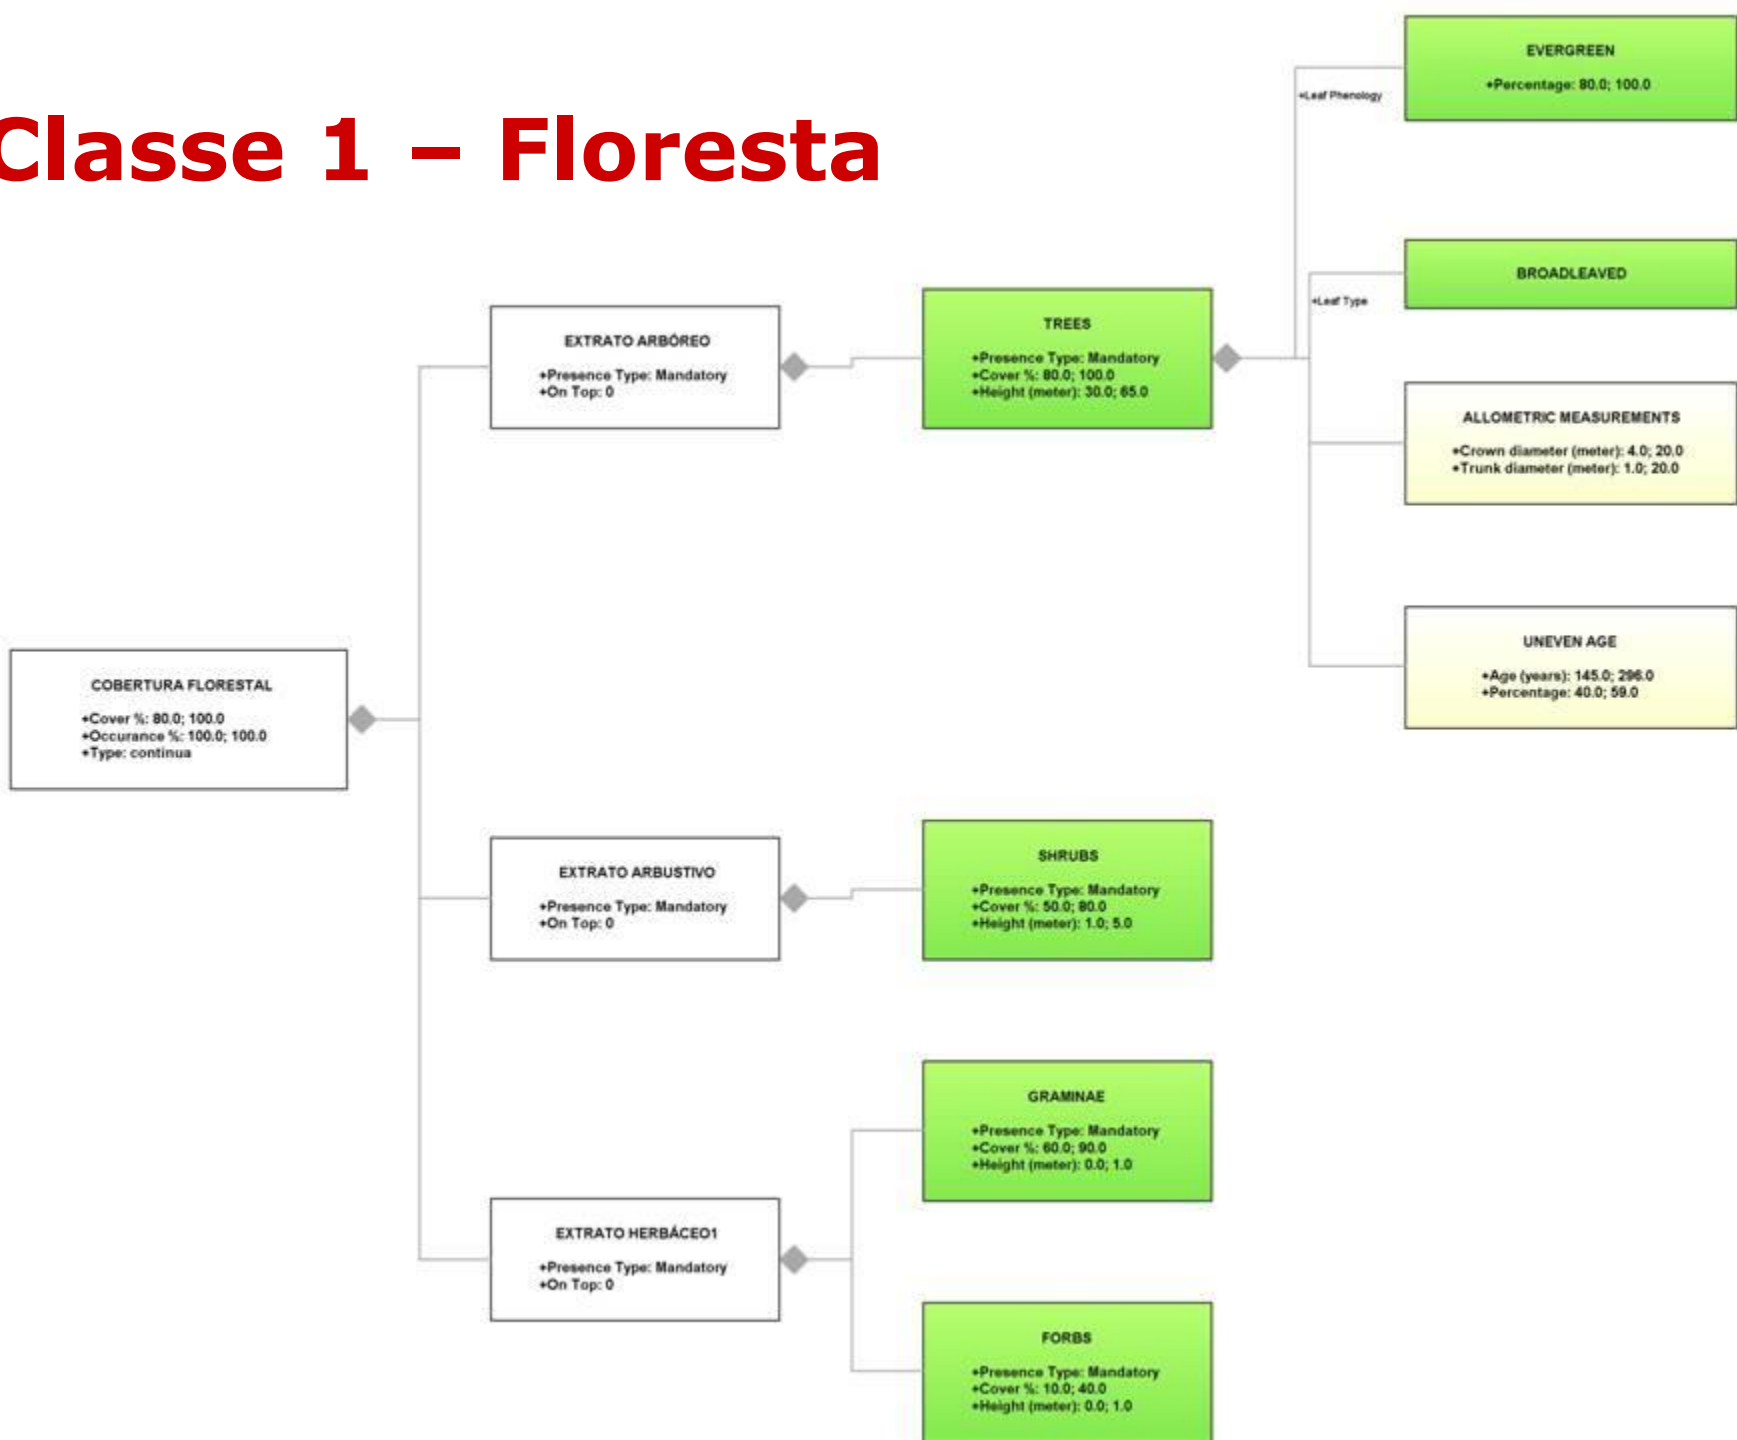 Classe 1 – Floresta
EVERGREEN
+Percentage: 80.0; 100.0
+Leaf Phenology
BROADLEAVED
+Leaf Type
EXTRATO ARBÓREO
+Presence Type: Mandatory
+On Top: 0
TREES
+Presence Type: Mandatory
+Cover %: 80.0; 100.0
+Height (meter): 30.0; 65.0
ALLOMETRIC MEASUREMENTS
+Crown diameter (meter): 4.0; 20.0
+Trunk diameter (meter): 1.0; 20.0
UNEVEN AGE
+Age (years): 145.0; 296.0
+Percentage: 40.0; 59.0
COBERTURA FLORESTAL
+Cover %: 80.0; 100.0
+Occurance %: 100.0; 100.0
+Type: continua
EXTRATO ARBUSTIVO
+Presence Type: Mandatory
+On Top: 0
SHRUBS
+Presence Type: Mandatory
+Cover %: 50.0; 80.0
+Height (meter): 1.0; 5.0
GRAMINAE
+Presence Type: Mandatory
+Cover %: 60.0; 90.0
+Height (meter): 0.0; 1.0
EXTRATO HERBÁCEO1
+Presence Type: Mandatory
+On Top: 0
FORBS
+Presence Type: Mandatory
+Cover %: 10.0; 40.0
+Height (meter): 0.0; 1.0